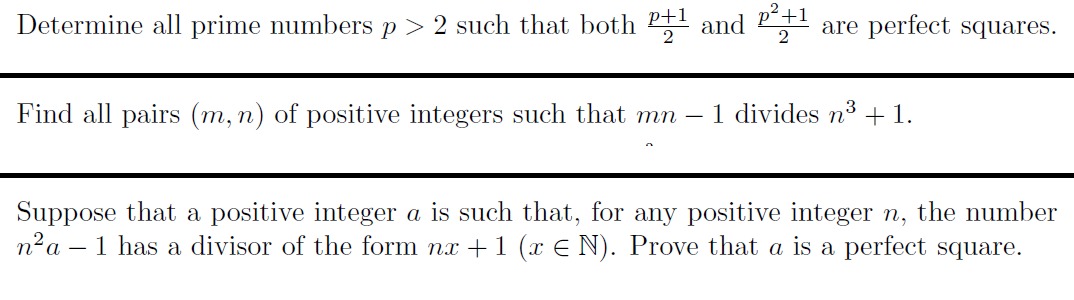 Determine all prime numbers p > 2 such that both \frac{p+1}{2} and \frac{p^2+1}{2} are perfect squares.
Find all pairs (m, n) of positive integers such that mn − 1 divides n^3 + 1.
Suppose that a positive integer a is such that, for any positive integer n, the number
n^2a − 1 has a divisor of the form nx + 1 (x ∈ ℕ). Prove that a is a perfect square.